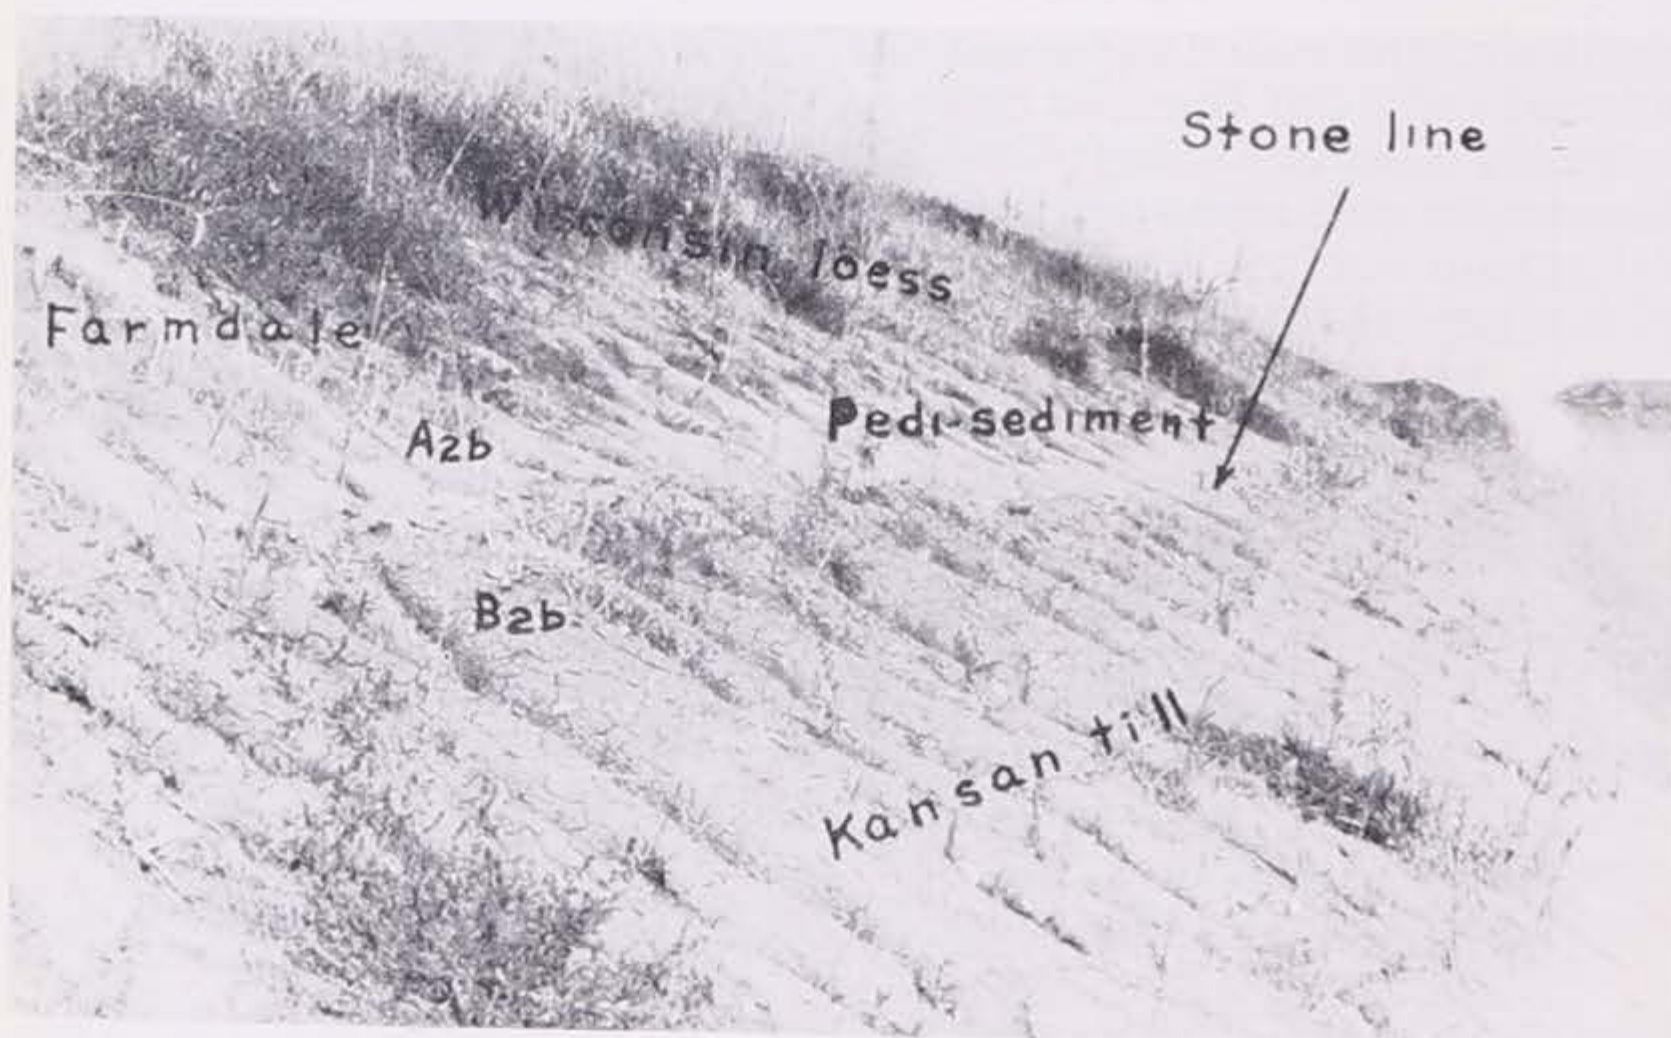 Stone line
Wisconsin loess
Farmdale
Pedi-sediment
A2b
B2b
Kansan till